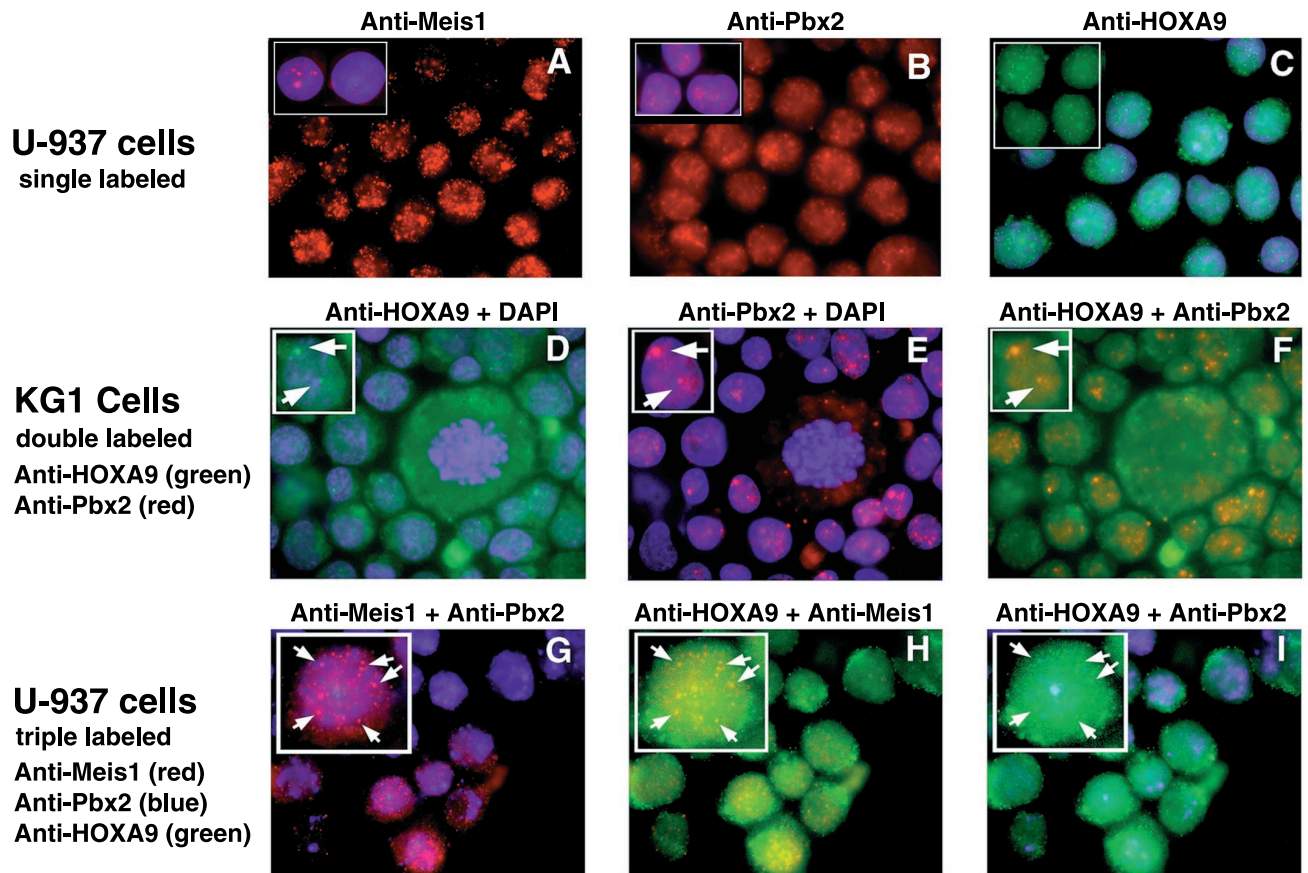 Anti-Meis1
Anti-Pbx2
Anti-HOXA9
A
B
C
U-937 cells
single labeled
Anti-HOXA9 + DAPI
Anti-Pbx2 + DAPI
Anti-HOXA9 + Anti-Pbx2
D
E
F
KG1 Cells
double labeled
Anti-HOXA9 (green)
Anti-Pbx2 (red)
Anti-Meis1 + Anti-Pbx2
Anti-HOXA9 + Anti-Meis1
Anti-HOXA9 + Anti-Pbx2
G
H
I
U-937 cells
triple labeled
Anti-Meis1 (red)
Anti-Pbx2 (blue)
Anti-HOXA9 (green)